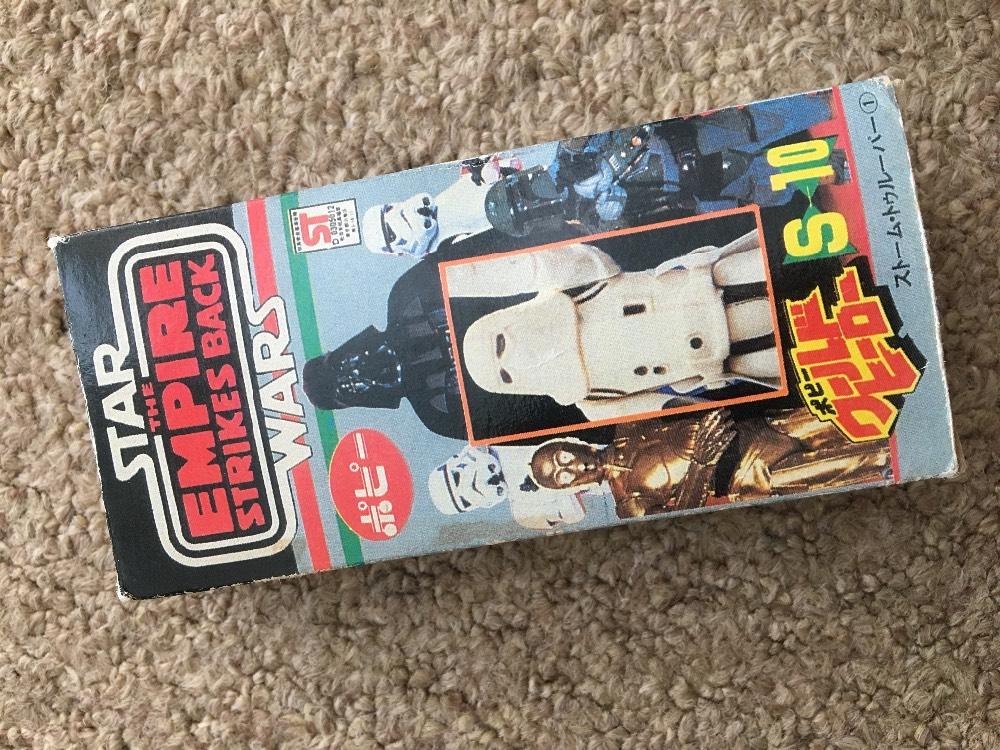 STAR
THE
EMPIRE
STRIKES BACK
WARS
ST
ポピー
S-10
ポピー
ワールドヒーロー
ストーム・トゥルーパー①